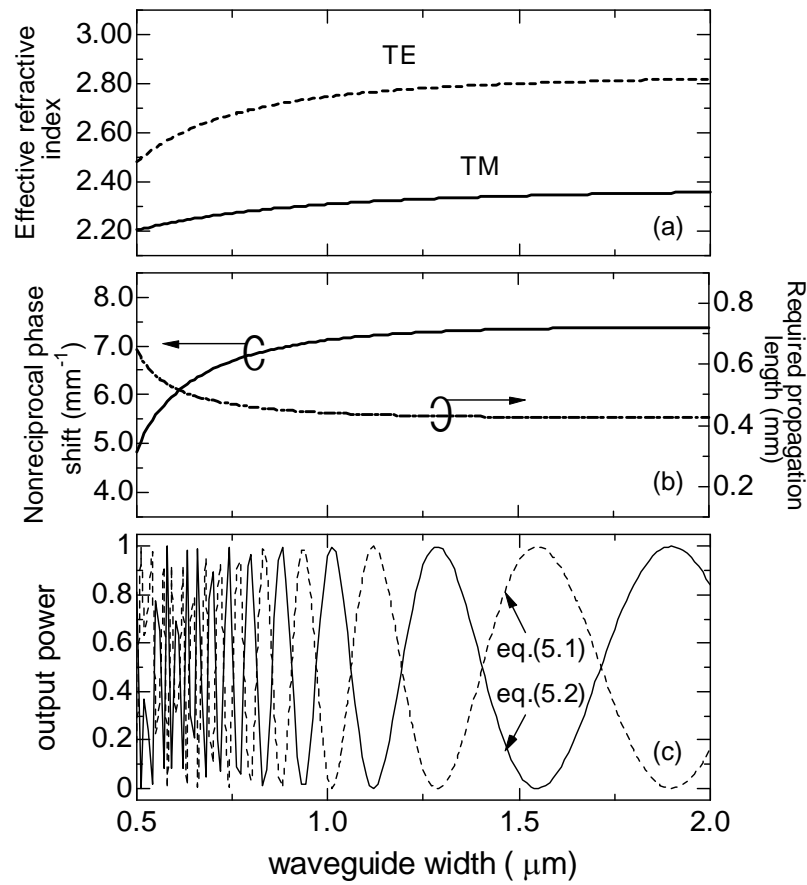 3.00
2.80
2.60
2.40
2.20
Effective refractive
index
TE
TM
(a)
8.0
7.0
6.0
5.0
4.0
Nonreciprocal phase
shift (mm⁻¹)
0.8
0.6
0.4
0.2
Required propagation
length (mm)
(b)
1
0.8
0.6
0.4
0.2
0
output power
eq.(5.1)
eq.(5.2)
(c)
0.5 1.0 1.5 2.0
waveguide width ( μm)